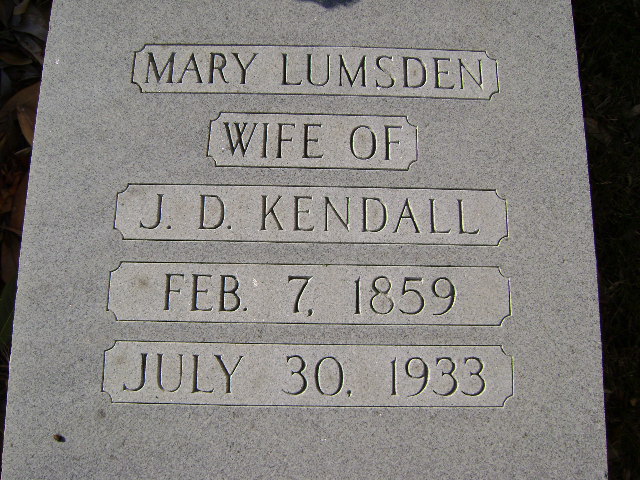 MARY LUMSDEN
WIFE OF
J. D. KENDALL
FEB. 7, 1859
JULY 30, 1933